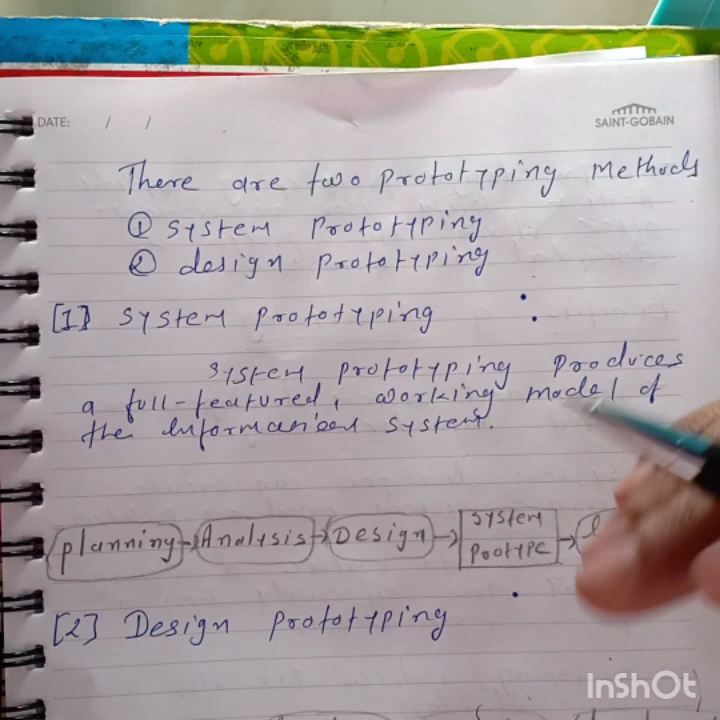 DATE: / /
SAINT-GOBAIN
There are two prototyping methods
① system prototyping
② design prototyping
[1] system prototyping :
system prototyping produces
a full-featured, working model of
the information system.
planning → Analysis → Design → system pootype →
[2] Design prototyping
InShOt